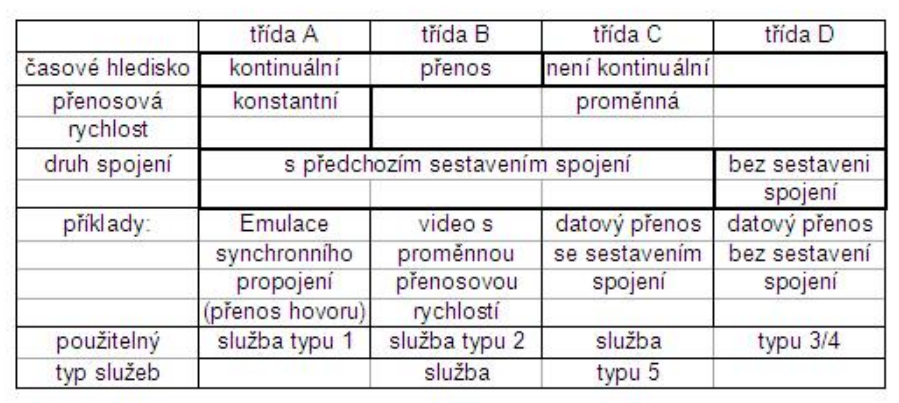 třída A třída B třída C třída D
časové hledisko kontinuální přenos není kontinuální
přenosová konstantní proměnná
rychlost
druh spojení s předchozím sestavením spojení bez sestaveni
spojení
příklady: Emulace video s datový přenos datový přenos
synchronního proměnnou se sestavením bez sestavení
propojení přenosovou spojení spojení
(přenos hovoru) rychlostí
použitelný služba typu 1 služba typu 2 služba typu 3/4
typ služeb služba typu 5